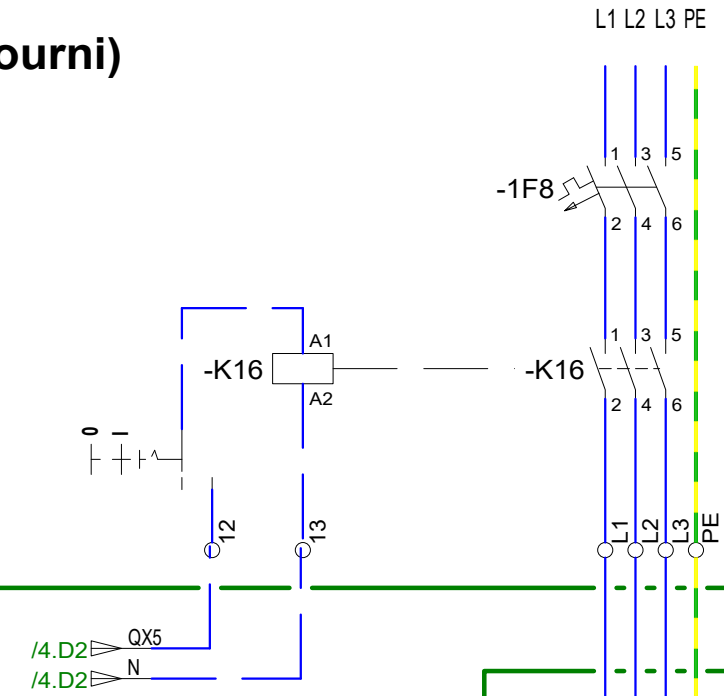 L1 L2 L3 PE
ourni)
1 3 5
-1F8
2 4 6
A1
-K16
A2
1 3 5
-K16
2 4 6
0 I
12
13
L1
L2
L3
PE
/4.D2 QX5
/4.D2 N